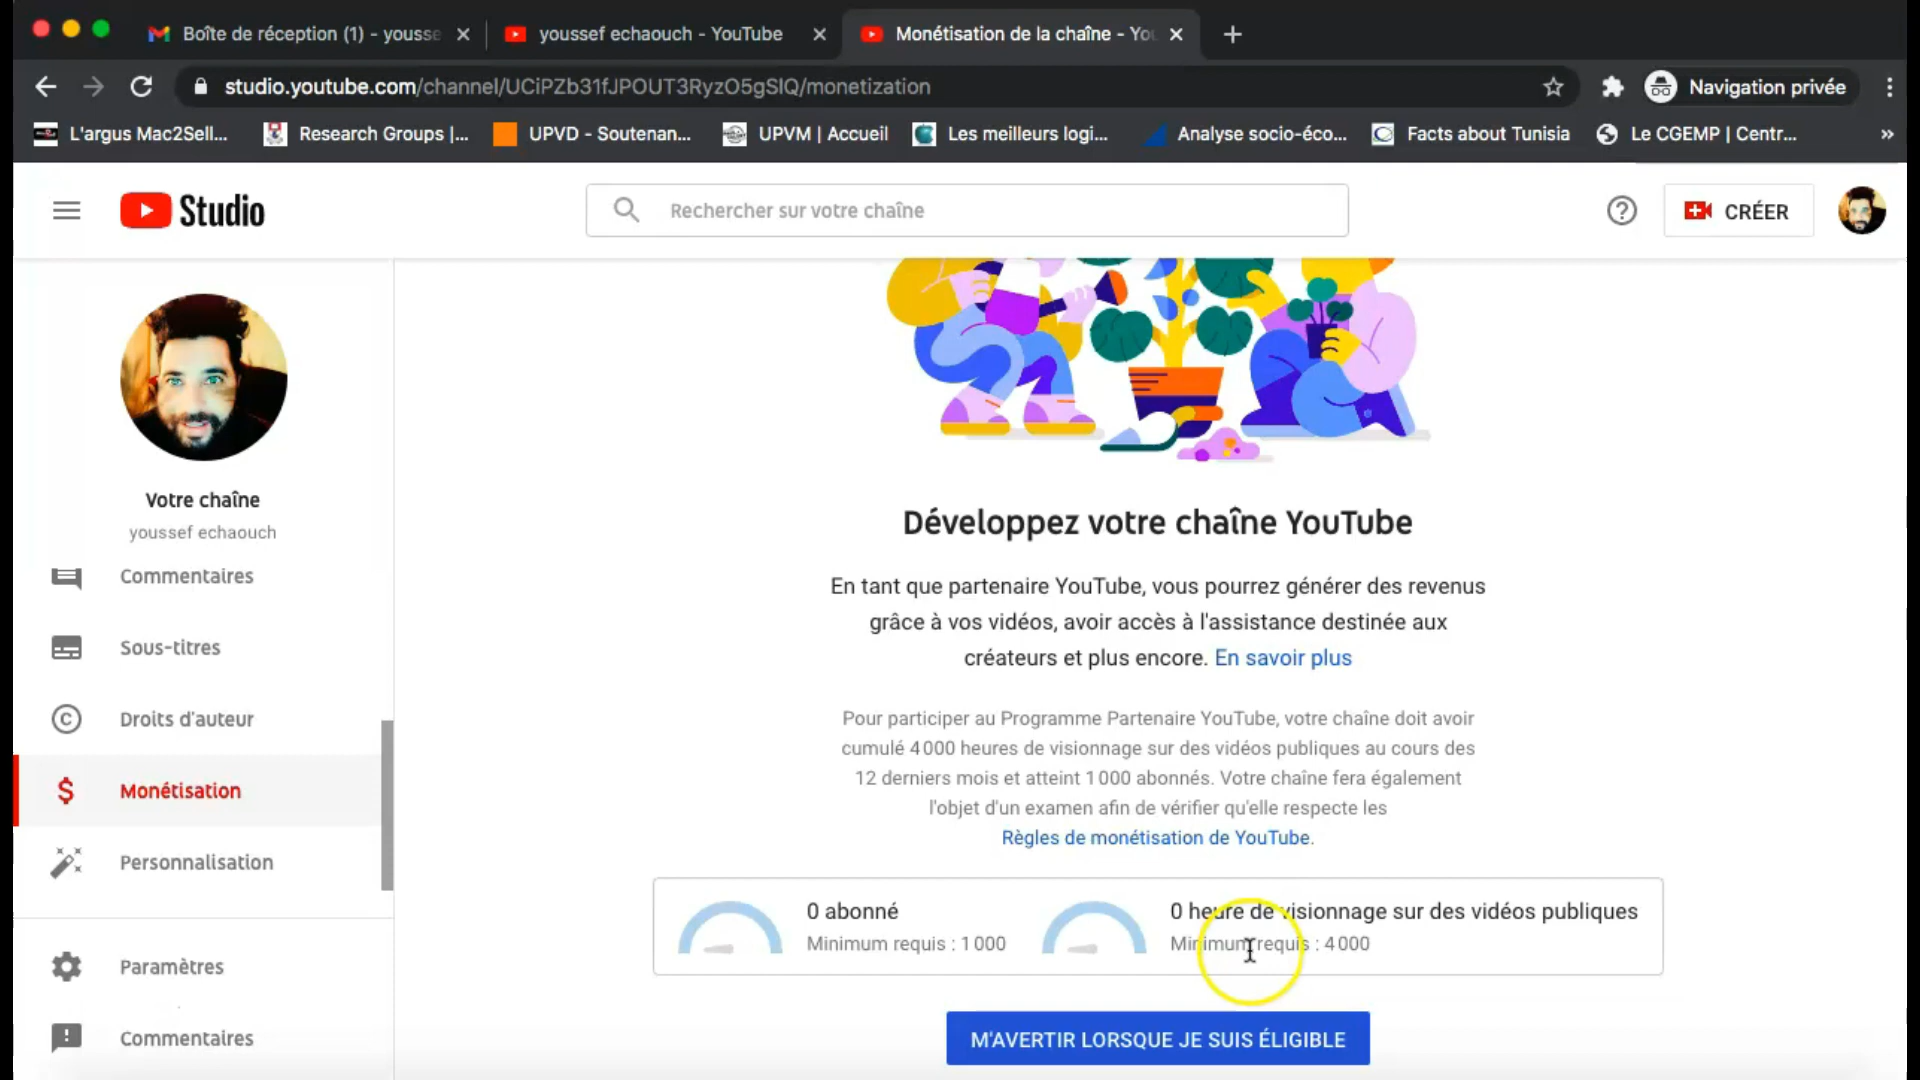 Boîte de réception (1) - yousse
youssef echaouch - YouTube
Monétisation de la chaîne - You
studio.youtube.com/channel/UCiPZb31fJPOUT3RyzO5gSIQ/monetization
Navigation privée
L'argus Mac2Sell...
Research Groups |...
UPVD - Soutenan...
UPVM | Accueil
Les meilleurs logi...
Analyse socio-éco...
Facts about Tunisia
Le CGEMP | Centr...
»
Studio
Rechercher sur votre chaîne
CRÉER
Votre chaîne
youssef echaouch
Commentaires
Sous-titres
Droits d'auteur
Monétisation
Personnalisation
Paramètres
Commentaires
Développez votre chaîne YouTube
En tant que partenaire YouTube, vous pourrez générer des revenus
grâce à vos vidéos, avoir accès à l'assistance destinée aux
créateurs et plus encore. En savoir plus
Pour participer au Programme Partenaire YouTube, votre chaîne doit avoir
cumulé 4 000 heures de visionnage sur des vidéos publiques au cours des
12 derniers mois et atteint 1 000 abonnés. Votre chaîne fera également
l'objet d'un examen afin de vérifier qu'elle respecte les
Règles de monétisation de YouTube.
0 abonné
Minimum requis : 1 000
0 heure de visionnage sur des vidéos publiques
Minimum requis : 4 000
M'AVERTIR LORSQUE JE SUIS ÉLIGIBLE